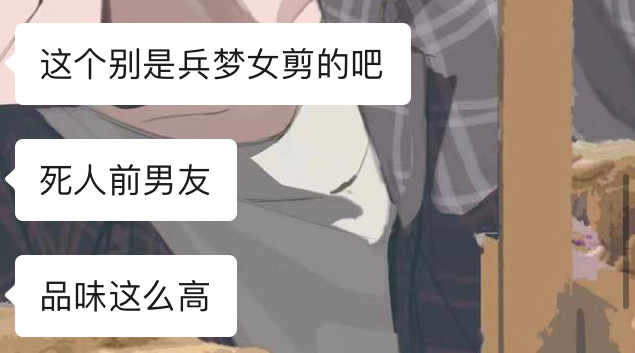 这个别是兵梦女剪的吧
死人前男友
品味这么高